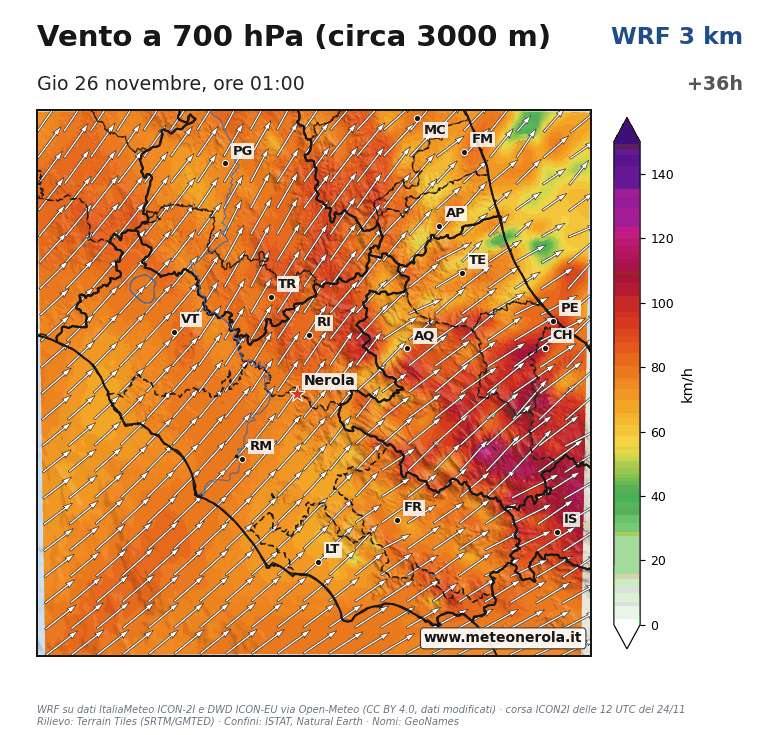 Vento a 700 hPa (circa 3000 m)
WRF 3 km
Gio 26 novembre, ore 01:00
+36h
MC
FM
PG
AP
TE
TR
PE
VT
RI
AQ
CH
Nerola
RM
FR
IS
LT
www.meteonerola.it
140
120
100
80
60
40
20
0
km/h
WRF su dati ItaliaMeteo ICON-2I e DWD ICON-EU via Open-Meteo (CC BY 4.0, dati modificati) · corsa ICON2I delle 12 UTC del 24/11
Rilievo: Terrain Tiles (SRTM/GMTED) · Confini: ISTAT, Natural Earth · Nomi: GeoNames